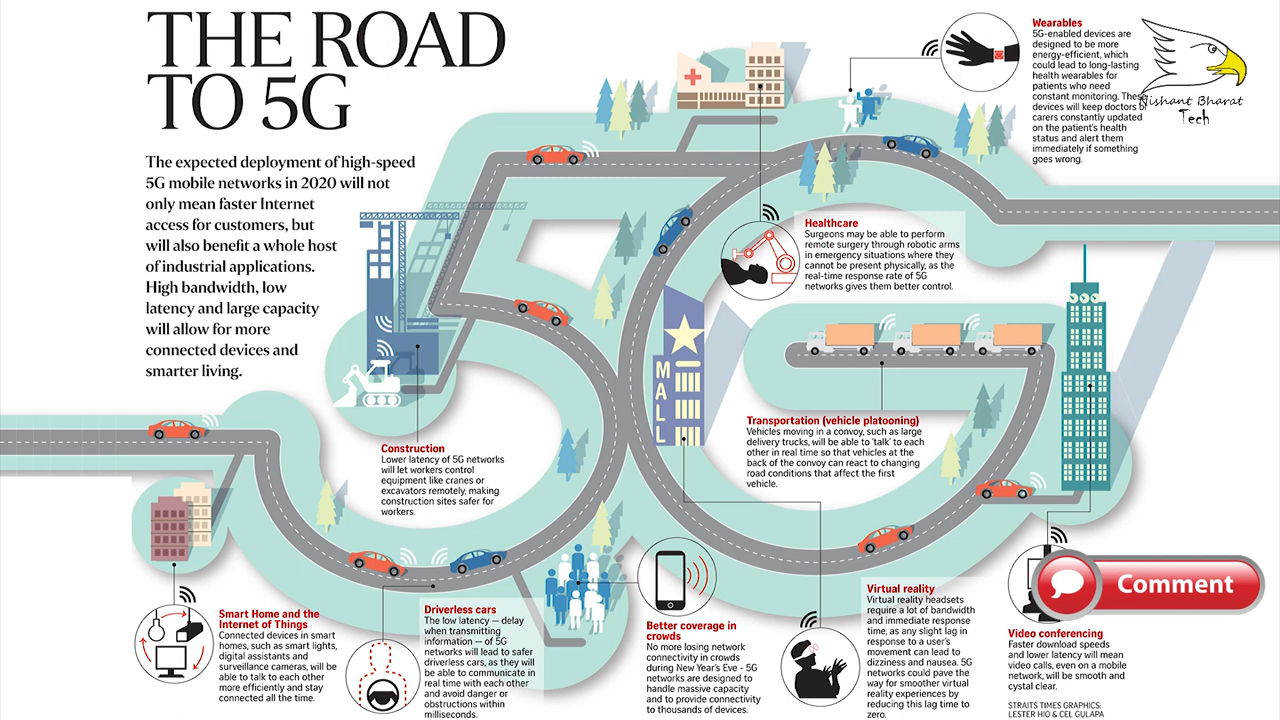 THE ROAD
TO 5G
The expected deployment of high-speed
5G mobile networks in 2020 will not
only mean faster Internet
access for customers, but
will also benefit a whole host
of industrial applications.
High bandwidth, low
latency and large capacity
will allow for more
connected devices and
smarter living.
Wearables
5G-enabled devices are
designed to be more
energy-efficient, which
could lead to long-lasting
health wearables for
patients who need
constant monitoring. These
devices will keep doctors
carers constantly updated
on the patient's health
status and alert them
immediately if something
goes wrong.
Nishant Bharat
Tech
Healthcare
Surgeons may be able to perform
remote surgery through robotic arms
in emergency situations where they
cannot be present physically, as the
real-time response rate of 5G
networks gives them better control.
MALL
Transportation (vehicle platooning)
Vehicles moving in a convoy, such as large
delivery trucks, will be able to 'talk' to each
other in real time so that vehicles at the
back of the convoy can react to changing
road conditions that affect the first
vehicle.
Construction
Lower latency of 5G networks
will let workers control
equipment like cranes or
excavators remotely, making
construction sites safer for
workers.
Smart Home and the
Internet of Things
Connected devices in smart
homes, such as smart lights,
digital assistants and
surveillance cameras, will be
able to talk to each other
more efficiently and stay
connected all the time.
Driverless cars
The low latency — delay
when transmitting
information — of 5G
networks will lead to safer
driverless cars, as they will
be able to communicate in
real time with each other
and avoid danger or
obstructions within
milliseconds.
Better coverage in
crowds
No more losing network
connectivity in crowds
during New Year's Eve - 5G
networks are designed to
handle massive capacity
and to provide connectivity
to thousands of devices.
Virtual reality
Virtual reality headsets
require a lot of bandwidth
and immediate response
time, as any slight lag in
response to a user's
movement can lead to
dizziness and nausea. 5G
networks could pave the
way for smoother virtual
reality experiences by
reducing this lag time to
zero.
Comment
Video conferencing
Faster download speeds
and lower latency will mean
video calls, even on a mobile
network, will be smooth and
cystal clear.
STRAITS TIMES GRAPHICS:
LESTER HIO & CEL GULAPA